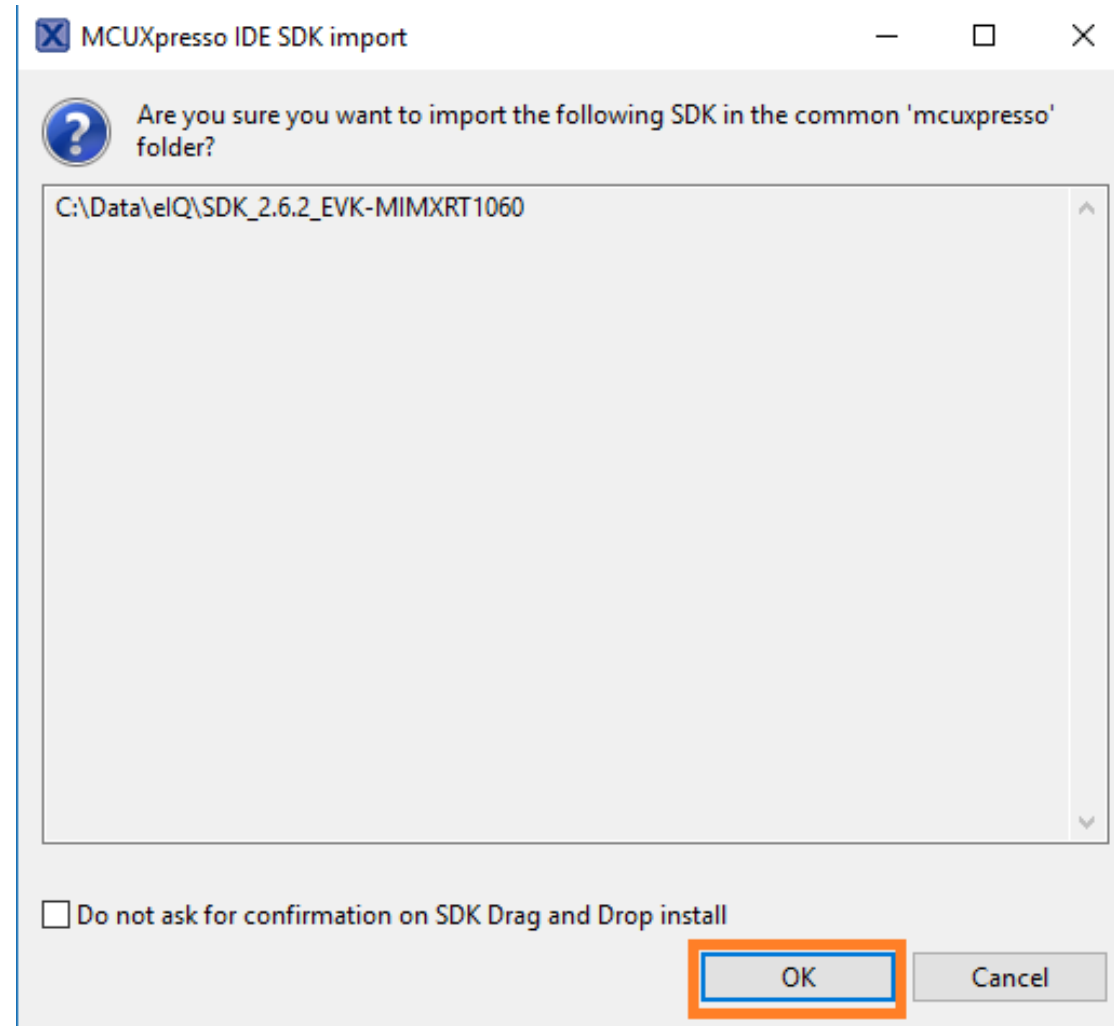 MCUXpresso IDE SDK import
Are you sure you want to import the following SDK in the common 'mcuxpresso'
folder?
C:\Data\eIQ\SDK_2.6.2_EVK-MIMXRT1060
Do not ask for confirmation on SDK Drag and Drop install
OK
Cancel